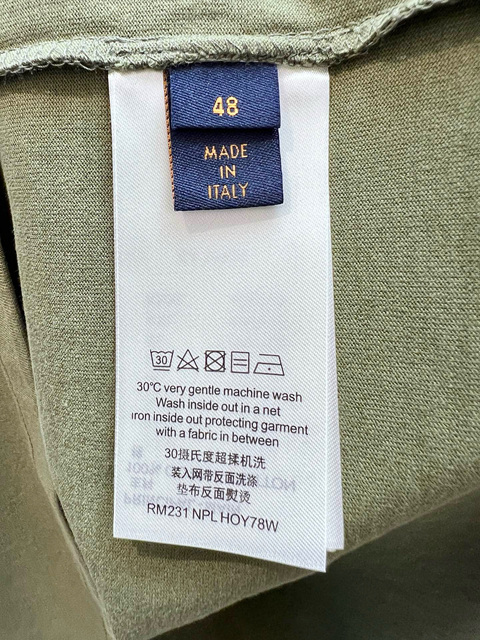 48
MADE
IN
ITALY
30
30°C very gentle machine wash
Wash inside out in a net
iron inside out protecting garment
with a fabric in between
30摄氏度超揉机洗
装入网带反面洗涤
垫布反面熨烫
RM231 NPL HOY78W